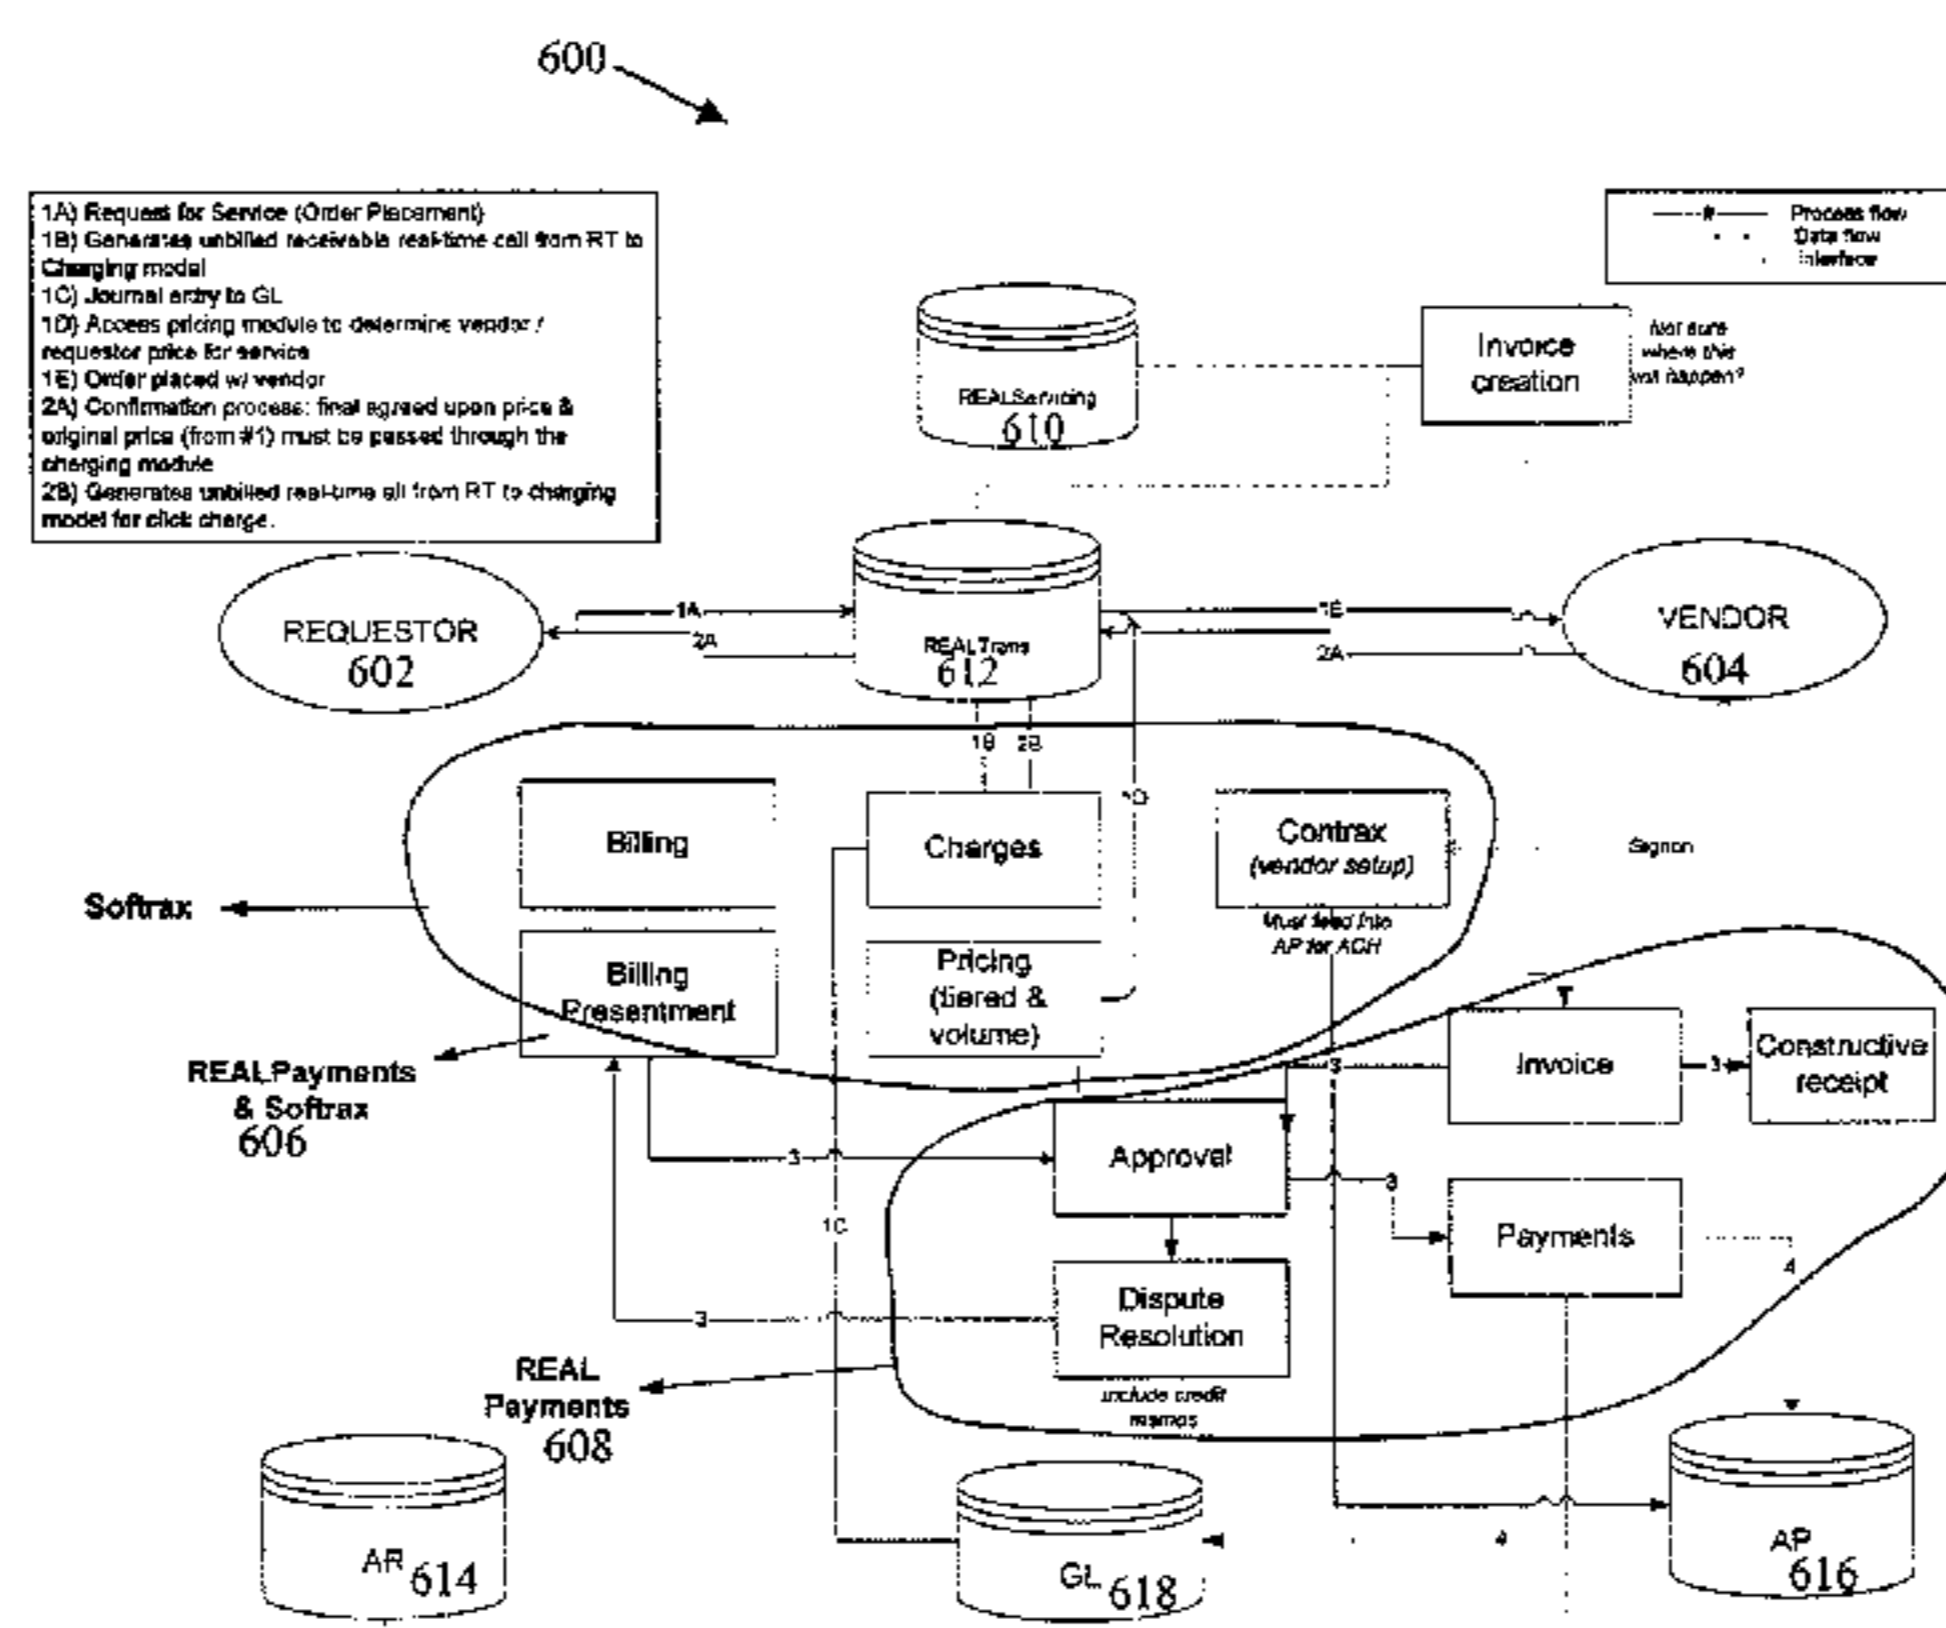 600
1A) Request for Service (Order Placement)
1B) Generates unbilled receivable real-time call from RT to
Charging model
1C) Journal entry to GL
1D) Access pricing module to determine vendor /
requestor price for service
1E) Order placed w/ vendor
2A) Confirmation process: final agreed upon price &
original price (from #1) must be passed through the
charging module
2B) Generates unbilled real-time all from RT to charging
model for click charge.
# Process flow
Data flow
Interface
REALServicing
610
Invoice
creation
Not sure
where this
will happen?
REQUESTOR
602
1A
2A
REALTrans
612
1E
2A
VENDOR
604
1B 2B
1D
Billing
Charges
Contrax
(vendor setup)
Signon
Must feed into
AP for ACH
Softrax
Billing
Presentment
Pricing
(tiered &
volume)
REALPayments
& Softrax
606
3
Invoice
3
Constructive
receipt
3
Approval
3
1C
Payments
4
Dispute
Resolution
3
include credit
memos
REAL
Payments
608
AR 614
GL 618
4
AP
616